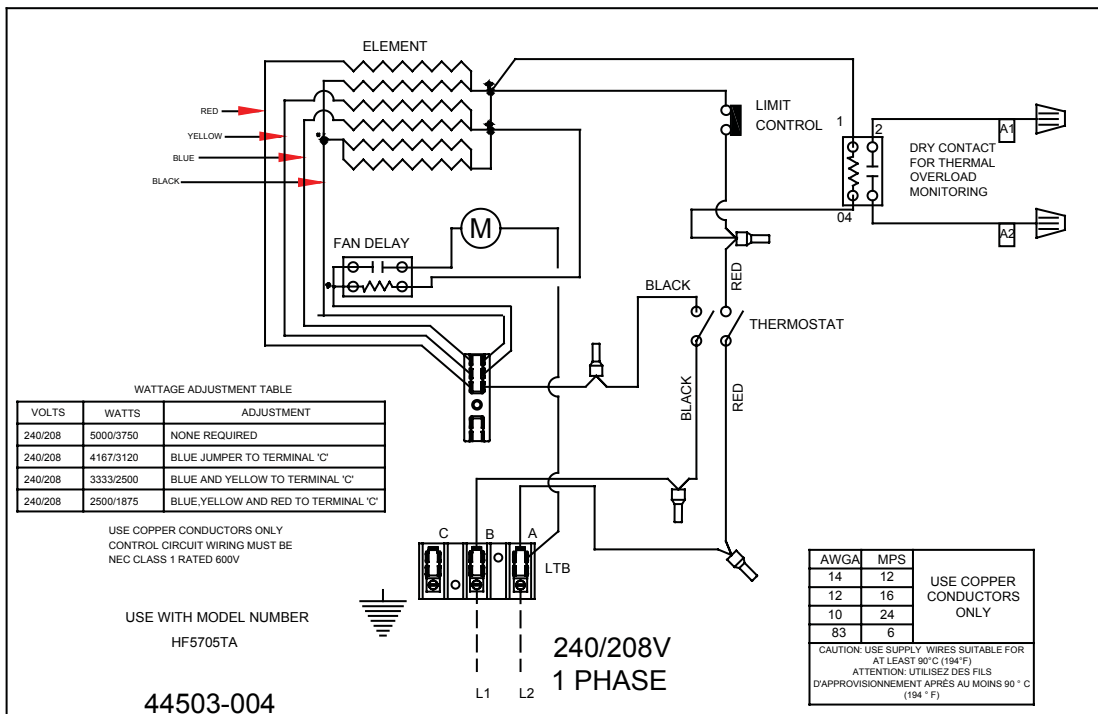 ELEMENT
RED
YELLOW
BLUE
BLACK
LIMIT
CONTROL
1
2
A1
DRY CONTACT
FOR THERMAL
OVERLOAD
MONITORING
04
A2
M
FAN DELAY
BLACK
RED
THERMOSTAT
BLACK
RED
WATTAGE ADJUSTMENT TABLE
VOLTS WATTS ADJUSTMENT
240/208 5000/3750 NONE REQUIRED
240/208 4167/3120 BLUE JUMPER TO TERMINAL 'C'
240/208 3333/2500 BLUE AND YELLOW TO TERMINAL 'C'
240/208 2500/1875 BLUE,YELLOW AND RED TO TERMINAL 'C'
USE COPPER CONDUCTORS ONLY
CONTROL CIRCUIT WIRING MUST BE
NEC CLASS 1 RATED 600V
C B A
LTB
USE WITH MODEL NUMBER
HF5705TA
44503-004
L1 L2
240/208V
1 PHASE
AWGA MPS
14 12
12 16
10 24
83 6
USE COPPER
CONDUCTORS
ONLY
CAUTION: USE SUPPLY WIRES SUITABLE FOR
AT LEAST 90°C (194°F)
ATTENTION: UTILISEZ DES FILS
D'APPROVISIONNEMENT APRÉS AU MOINS 90 ° C
(194 ° F)